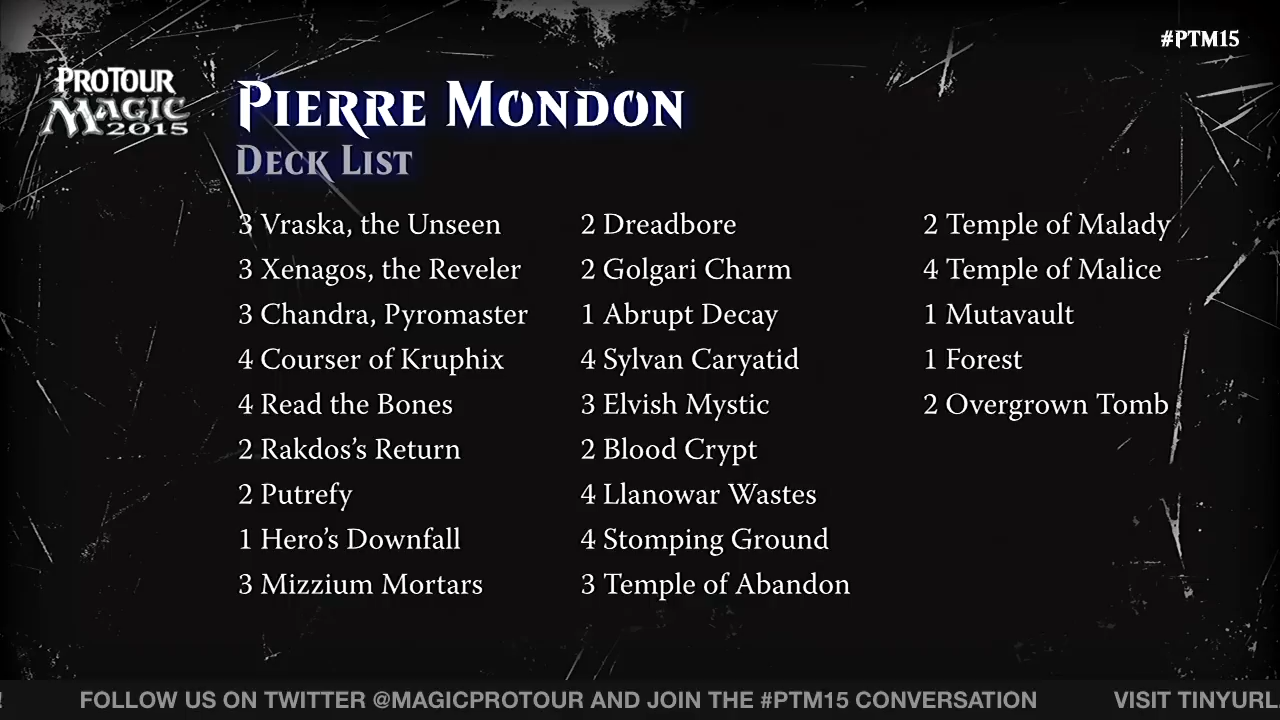 #PTM15
PROTOUR
MAGIC
2015
PIERRE MONDON
DECK LIST
3 Vraska, the Unseen
3 Xenagos, the Reveler
3 Chandra, Pyromaster
4 Courser of Kruphix
4 Read the Bones
2 Rakdos's Return
2 Putrefy
1 Hero's Downfall
3 Mizzium Mortars
2 Dreadbore
2 Golgari Charm
1 Abrupt Decay
4 Sylvan Caryatid
3 Elvish Mystic
2 Blood Crypt
4 Llanowar Wastes
4 Stomping Ground
3 Temple of Abandon
2 Temple of Malady
4 Temple of Malice
1 Mutavault
1 Forest
2 Overgrown Tomb
! FOLLOW US ON TWITTER @MAGICPROTOUR AND JOIN THE #PTM15 CONVERSATION VISIT TINYURL.